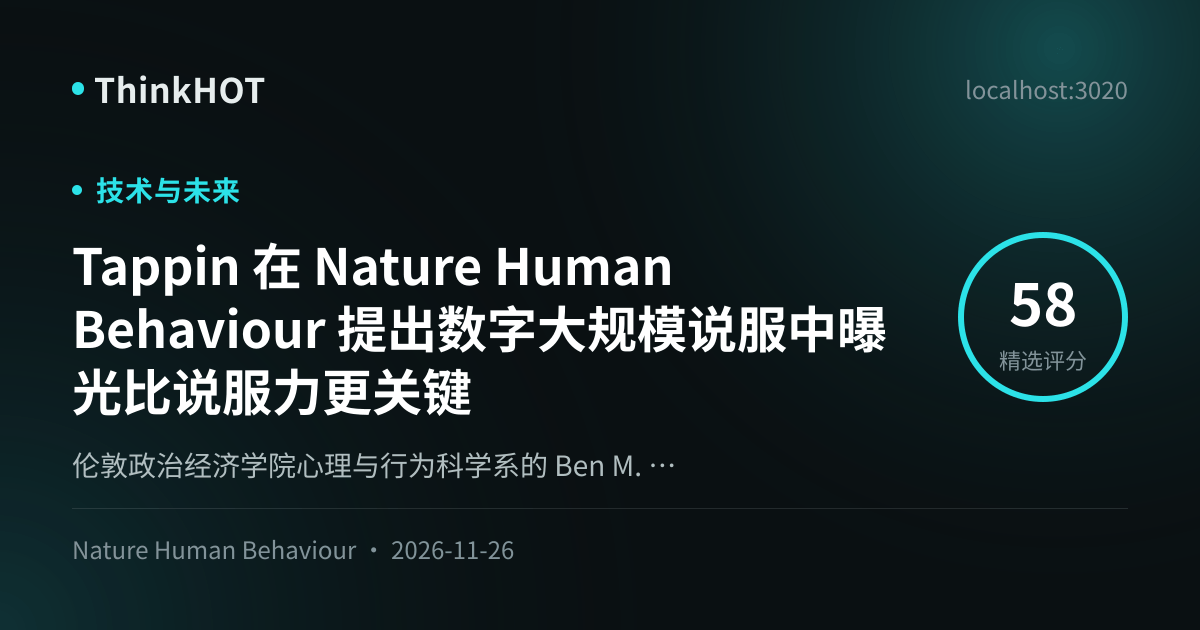 ThinkHOT
localhost:3020
技术与未来
Tappin 在 Nature Human
Behaviour 提出数字大规模说服中曝
光比说服力更关键
58
精选评分
伦敦政治经济学院心理与行为科学系的 Ben M. ···
Nature Human Behaviour · 2026-11-26